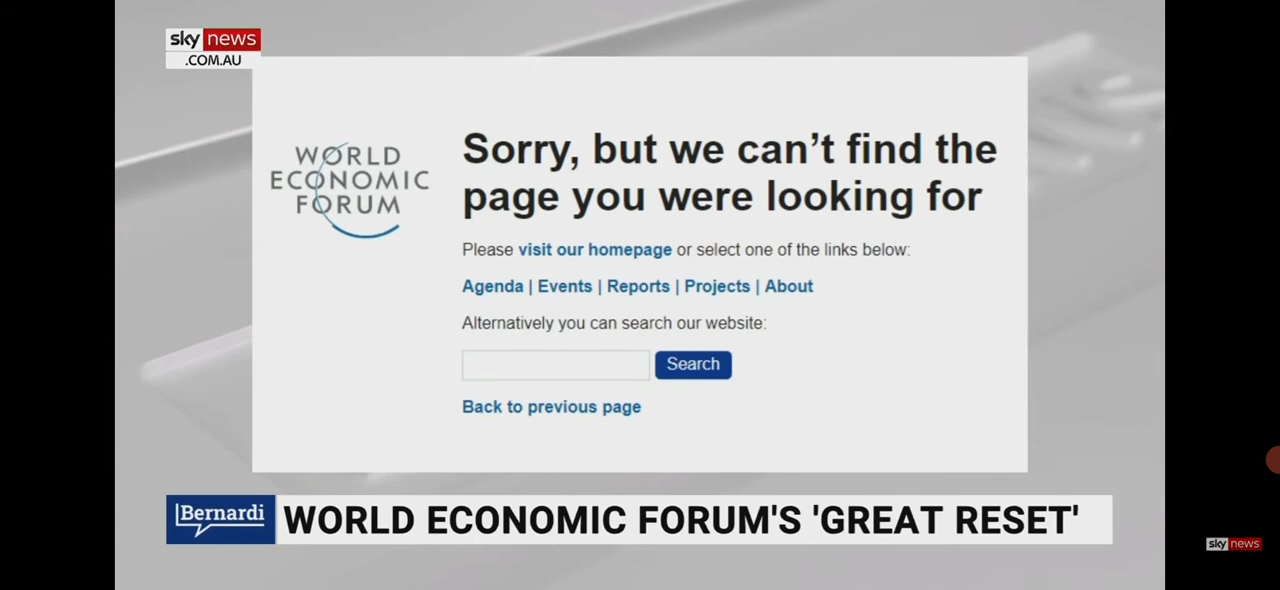 sky news
.COM.AU
WORLD
ECONOMIC
FORUM
Sorry, but we can’t find the
page you were looking for
Please visit our homepage or select one of the links below:
Agenda | Events | Reports | Projects | About
Alternatively you can search our website:
Search
Back to previous page
Bernardi
WORLD ECONOMIC FORUM'S 'GREAT RESET'
sky news